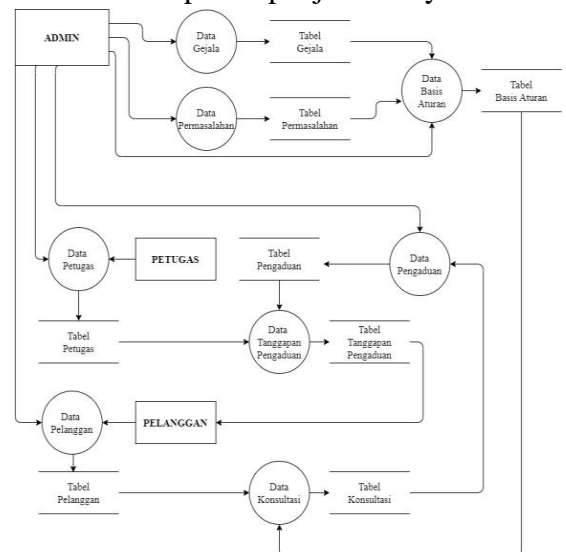 ADMIN
Data
Gejala
Tabel
Gejala
Data
Basis
Aturan
Tabel
Basis Aturan
Data
Permasalahan
Tabel
Permasalahan
Data
Petugas
PETUGAS
Tabel
Pengaduan
Data
Pengaduan
Tabel
Petugas
Data
Tanggapan
Pengaduan
Tabel
Tanggapan
Pengaduan
Data
Pelanggan
PELANGGAN
Tabel
Pelanggan
Data
Konsultasi
Tabel
Konsultasi